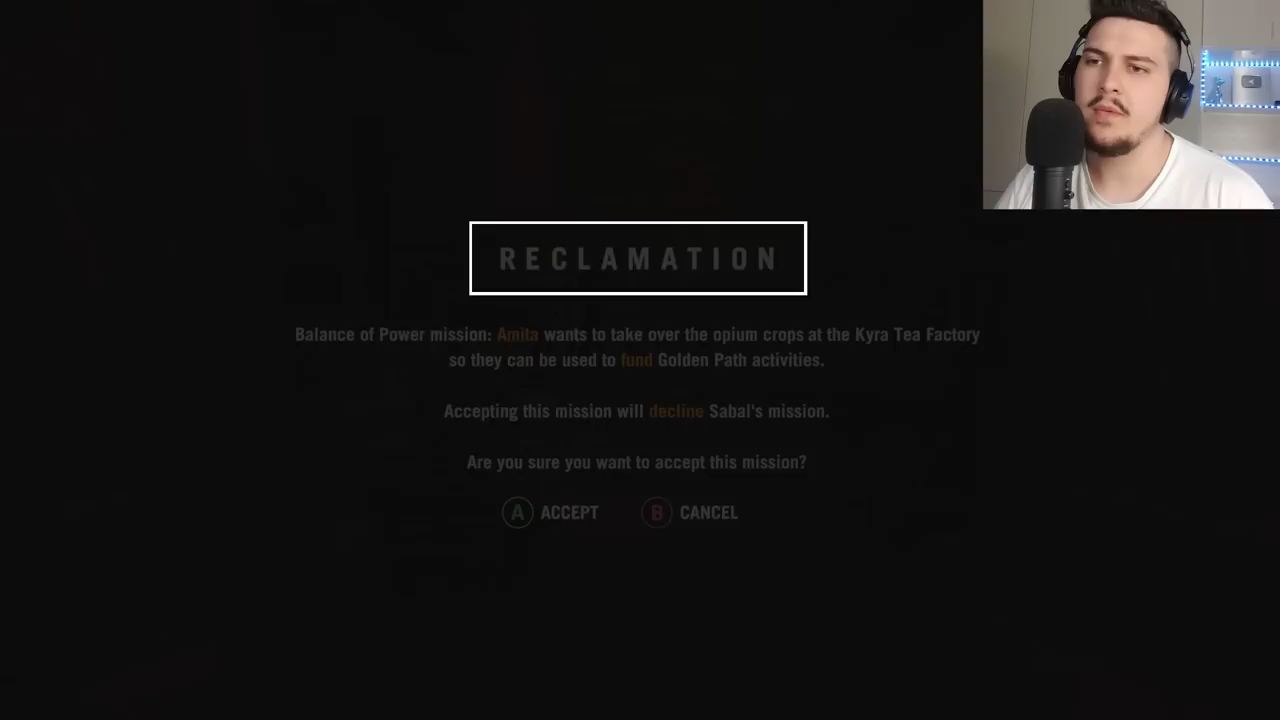 RECLAMATION
Balance of Power mission: Amita wants to take over the opium crops at the Kyra Tea Factory
so they can be used to fund Golden Path activities.
Accepting this mission will decline Sabal's mission.
Are you sure you want to accept this mission?
A ACCEPT B CANCEL